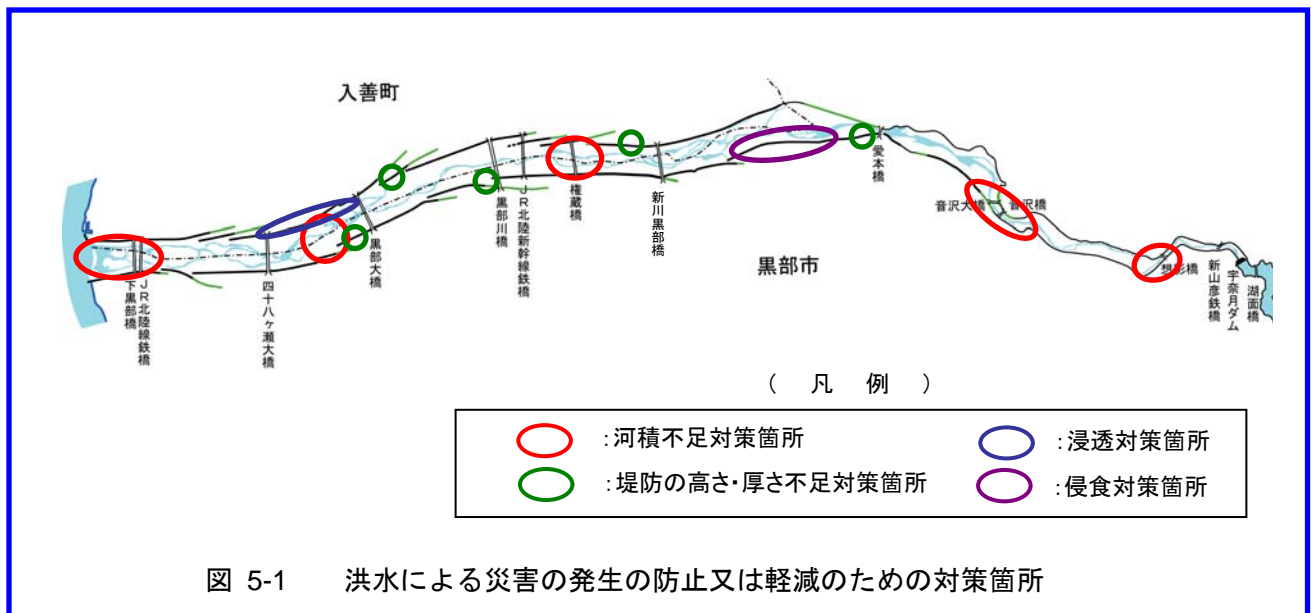 入善町
黒部市
下黒部橋
JR北陸線鉄橋
四十八ヶ瀬大橋
黒部大橋
黒部川橋
JR北陸新幹線鉄橋
権蔵橋
新川黒部橋
愛本橋
音沢大橋
音沢橋
想影橋
新山彦鉄橋
宇奈月ダム
湖面橋
(凡例)
:河積不足対策箇所
:浸透対策箇所
:堤防の高さ・厚さ不足対策箇所
:侵食対策箇所
図 5-1 洪水による災害の発生の防止又は軽減のための対策箇所